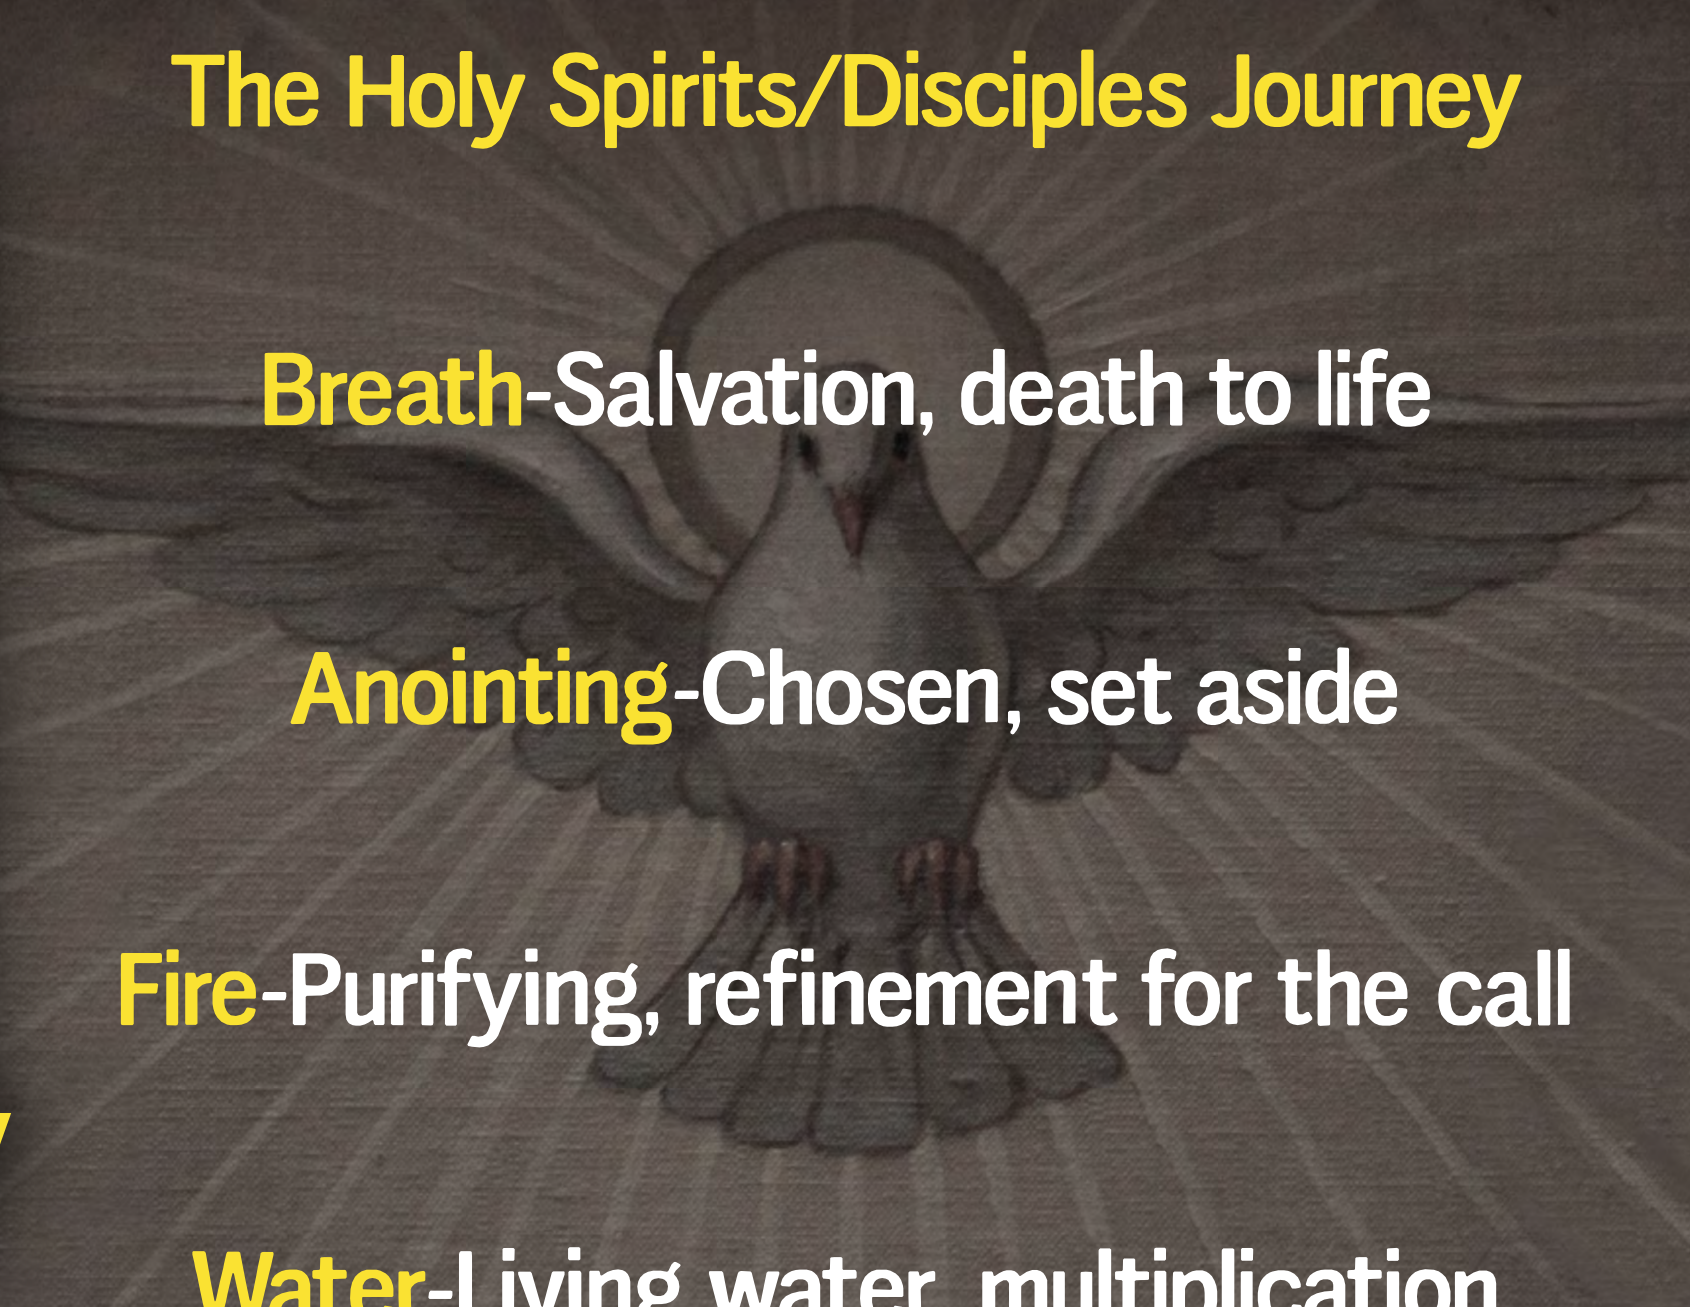 The Holy Spirits/Disciples Journey
Breath-Salvation, death to life
Anointing-Chosen, set aside
Fire-Purifying, refinement for the call
Water-Living water, multiplication